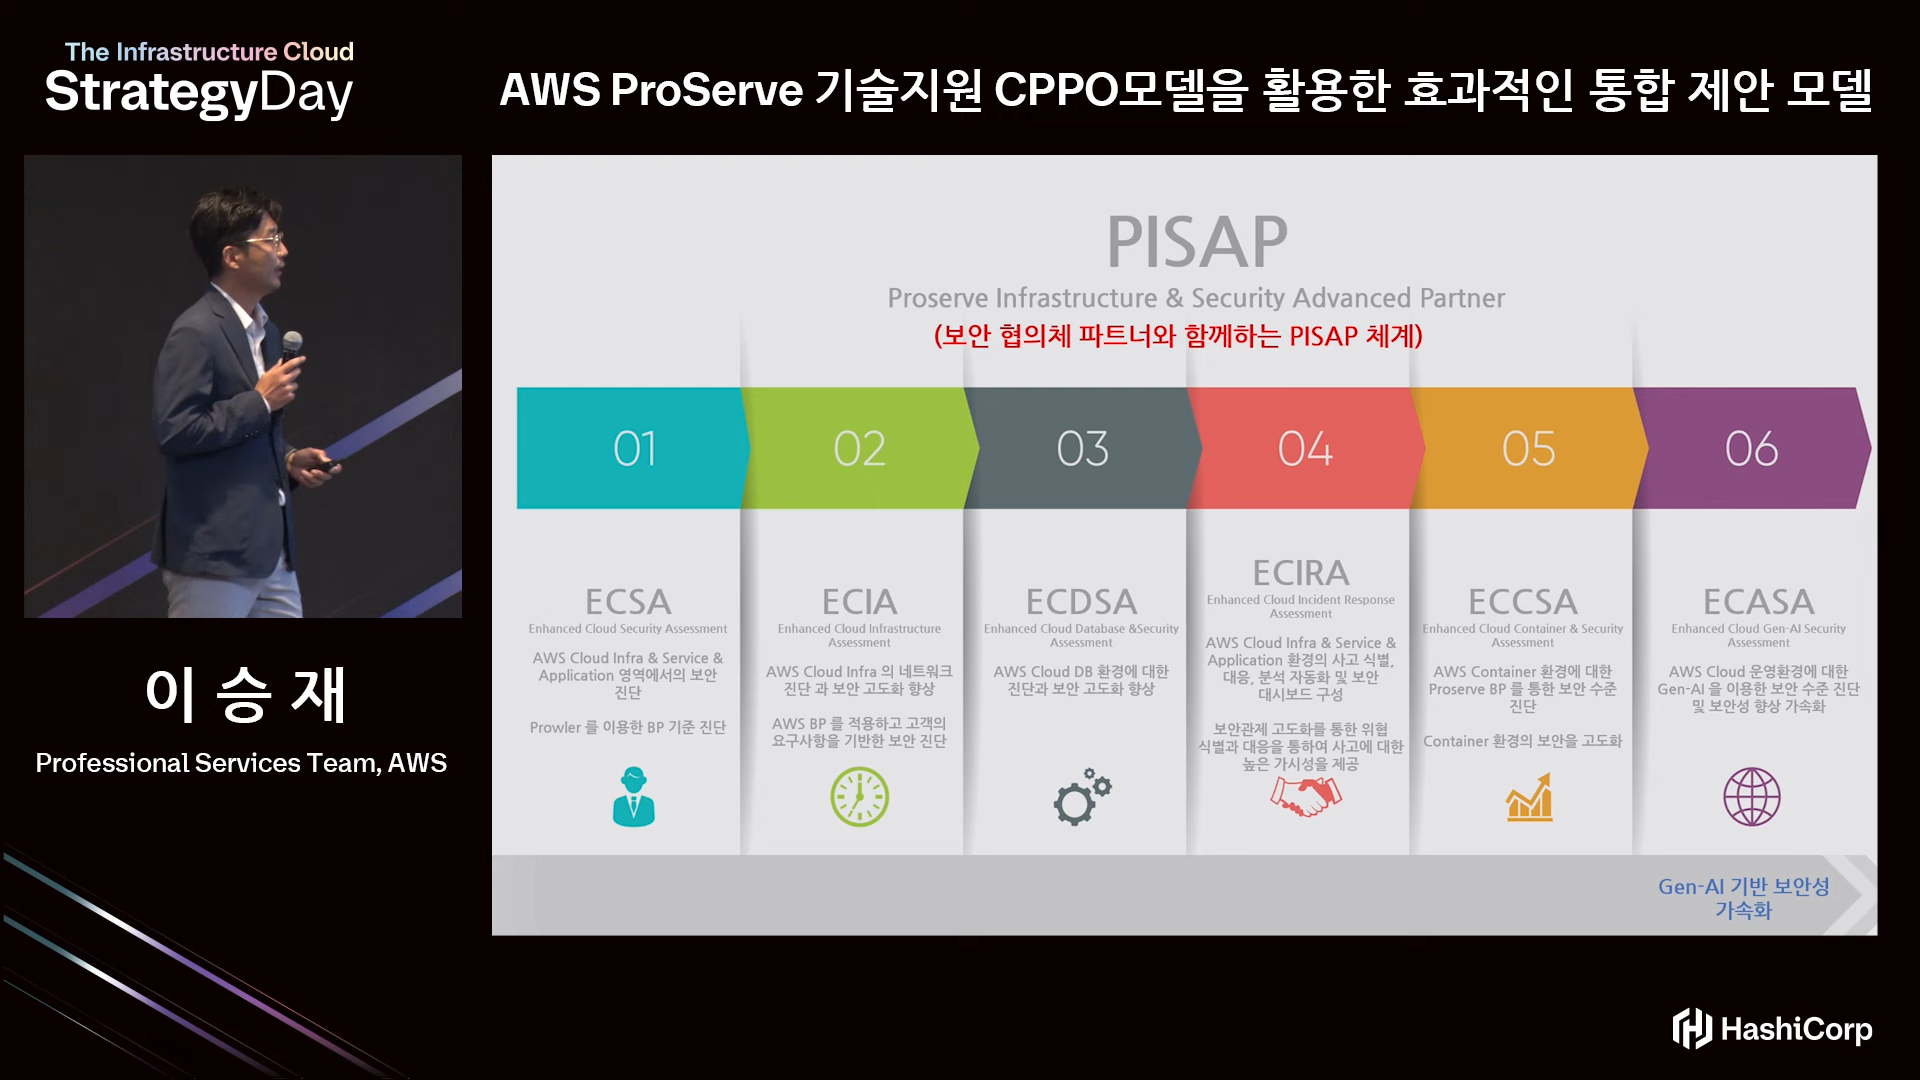 The Infrastructure Cloud
StrategyDay
AWS ProServe 기술지원 CPPO모델을 활용한 효과적인 통합 제안 모델
이 승 재
Professional Services Team, AWS
PISAP
Proserve Infrastructure & Security Advanced Partner
(보안 협의체 파트너와 함께하는 PISAP 체계)
01
02
03
04
05
06
ECSA
Enhanced Cloud Security Assessment
AWS Cloud Infra & Service &
Application 영역에서의 보안
진단
Prowler 를 이용한 BP 기준 진단
ECIA
Enhanced Cloud Infrastructure
Assessment
AWS Cloud Infra 의 네트워크
진단 과 보안 고도화 향상
AWS BP 를 적용하고 고객의
요구사항을 기반한 보안 진단
ECDSA
Enhanced Cloud Database &Security
Assessment
AWS Cloud DB 환경에 대한
진단과 보안 고도화 향상
ECIRA
Enhanced Cloud Incident Response
Assessment
AWS Cloud Infra & Service &
Application 환경의 사고 식별,
대응, 분석 자동화 및 보안
대시보드 구성
보안관제 고도화를 통한 위협
식별과 대응을 통하여 사고에 대한
높은 가시성을 제공
ECCSA
Enhanced Cloud Container & Security
Assessment
AWS Container 환경에 대한
Proserve BP 를 통한 보안 수준
진단
Container 환경의 보안을 고도화
ECASA
Enhanced Cloud Gen-AI Security
Assessment
AWS Cloud 운영환경에 대한
Gen-AI 을 이용한 보안 수준 진단
및 보안성 향상 가속화
Gen-AI 기반 보안성
가속화
HashiCorp